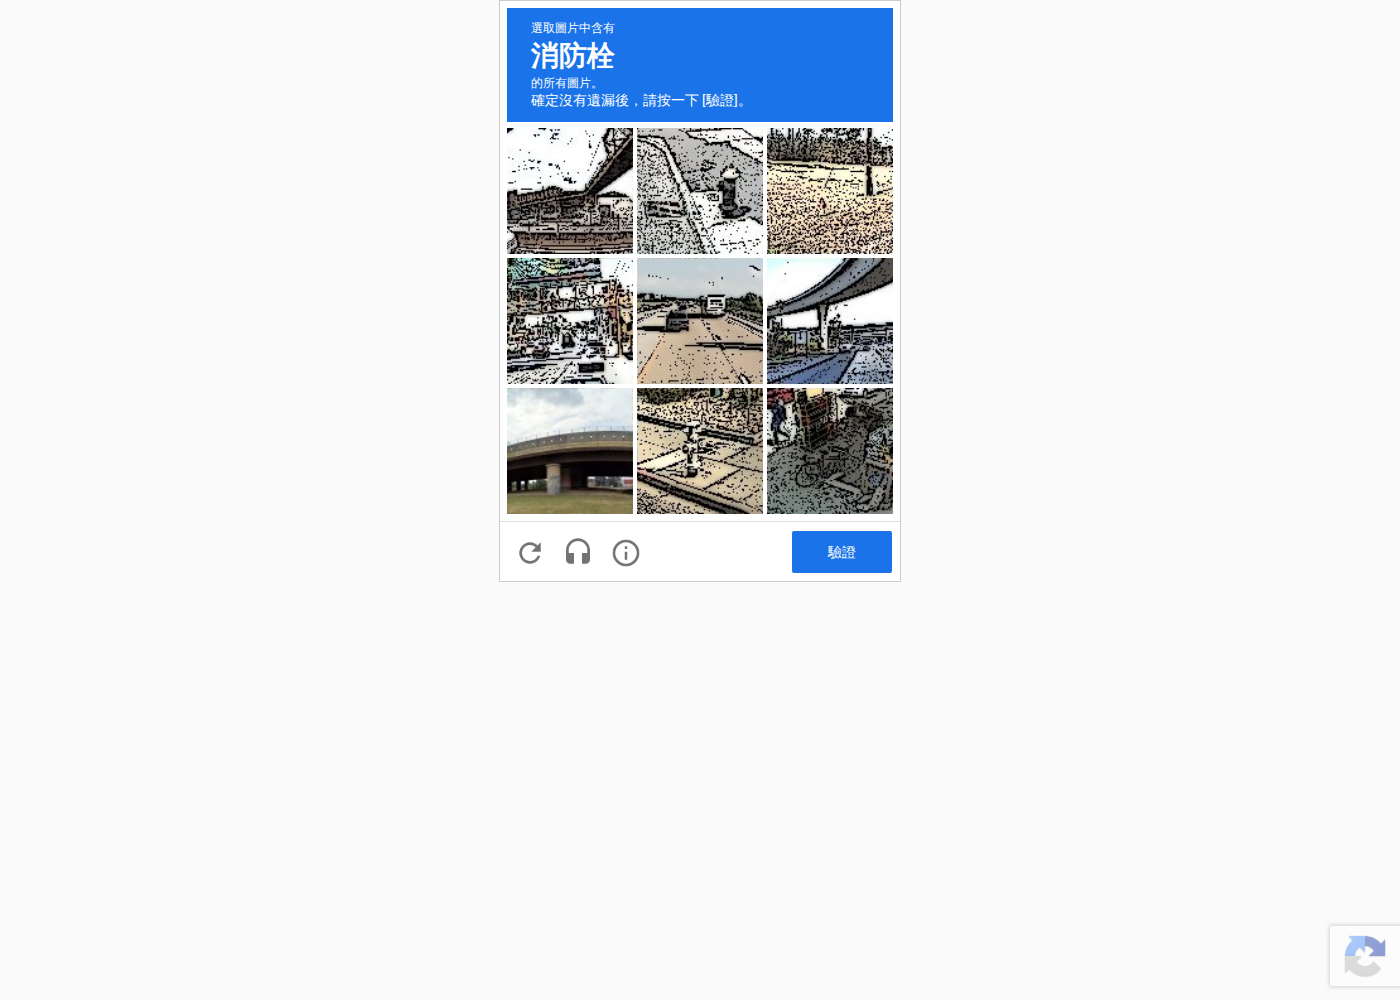 選取圖片中含有
消防栓
的所有圖片。
確定沒有遺漏後，請按一下 [驗證]。
驗證